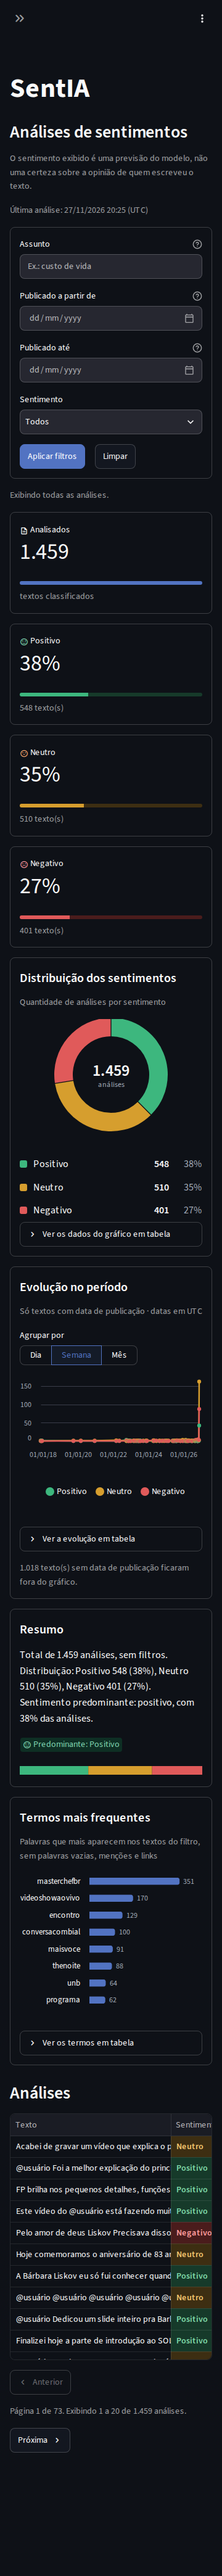 SentIA
Análises de sentimentos
O sentimento exibido é uma previsão do modelo, não
uma certeza sobre a opinião de quem escreveu o
texto.
Última análise: 27/11/2026 20:25 (UTC)
Assunto
Ex.: custo de vida
Publicado a partir de
dd/mm/yyyy
Publicado até
dd/mm/yyyy
Sentimento
Todos
Aplicar filtros
Limpar
Exibindo todas as análises.
Analisados
1.459
textos classificados
Positivo
38%
548 texto(s)
Neutro
35%
510 texto(s)
Negativo
27%
401 texto(s)
Distribuição dos sentimentos
Quantidade de análises por sentimento
1.459
análises
Positivo 548 38%
Neutro 510 35%
Negativo 401 27%
Ver os dados do gráfico em tabela
Evolução no período
Só textos com data de publicação · datas em UTC
Agrupar por
Dia Semana Mês
150
100
50
0
01/01/18 01/01/20 01/01/22 01/01/24 01/01/26
Positivo Neutro Negativo
Ver a evolução em tabela
1.018 texto(s) sem data de publicação ficaram
fora do gráfico.
Resumo
Total de 1.459 análises, sem filtros.
Distribuição: Positivo 548 (38%), Neutro
510 (35%), Negativo 401 (27%).
Sentimento predominante: positivo, com
38% das análises.
Predominante: Positivo
Termos mais frequentes
Palavras que mais aparecem nos textos do filtro,
sem palavras vazias, menções e links
masterchefbr 351
videoshowaovivo 170
encontro 129
conversacombial 100
maisvoce 91
thenoite 88
unb 64
programa 62
Ver os termos em tabela
Análises
Texto Sentimen
Acabei de gravar um vídeo que explica o p Neutro
@usuário Foi a melhor explicação do princ Positivo
FP brilha nos pequenos detalhes, funções Positivo
Este vídeo do @usuário está fazendo mui Positivo
Pelo amor de deus Liskov Precisava disso Negativo
Hoje comemoramos o aniversário de 83 a Neutro
A Bárbara Liskov eu só fui conhecer quand Positivo
@usuário @usuário @usuário @usuário @u Neutro
@usuário Dedicou um slide inteiro pra Bar Positivo
Finalizei hoje a parte de introdução ao SOL Positivo
Anterior
Página 1 de 73. Exibindo 1 a 20 de 1.459 análises.
Próxima